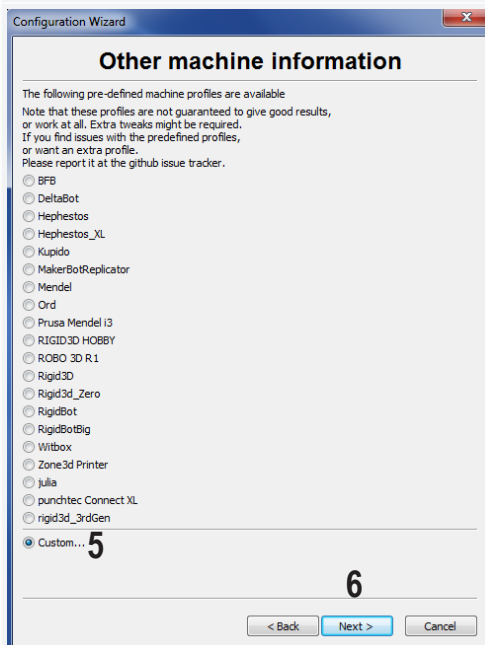 Configuration Wizard
X
Other machine information
The following pre-defined machine profiles are available
Note that these profiles are not guaranteed to give good results,
or work at all. Extra tweaks might be required.
If you find issues with the predefined profiles,
or want an extra profile.
Please report it at the github issue tracker.
BFB
DeltaBot
Hephestos
Hephestos_XL
Kupido
MakerBotReplicator
Mendel
Ord
Prusa Mendel i3
RIGID3D HOBBY
ROBO 3D R1
Rigid3D
Rigid3d_Zero
RigidBot
RigidBotBig
Witbox
Zone3d Printer
julia
punchtec Connect XL
rigid3d_3rdGen
Custom... 5
6
< Back Next > Cancel